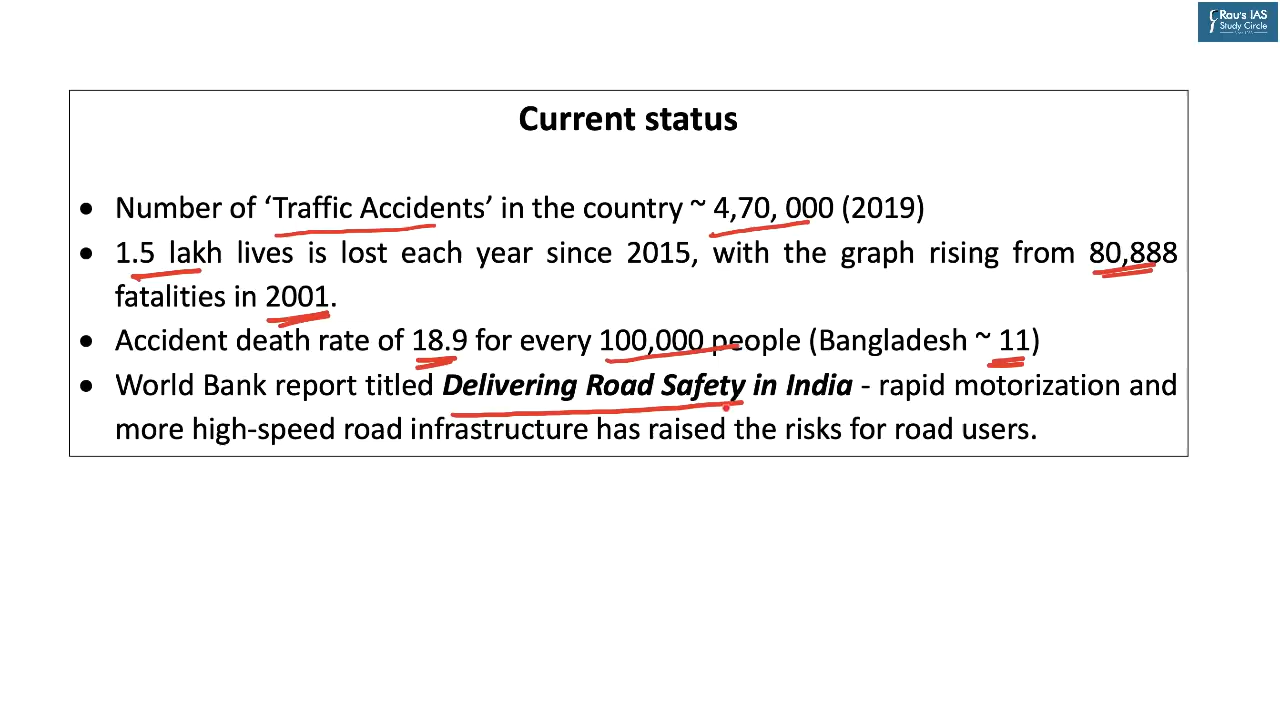 Rau's IAS
Study Circle
Current status
• Number of ‘Traffic Accidents’ in the country ~ 4,70, 000 (2019)
• 1.5 lakh lives is lost each year since 2015, with the graph rising from 80,888
fatalities in 2001.
• Accident death rate of 18.9 for every 100,000 people (Bangladesh ~ 11)
• World Bank report titled Delivering Road Safety in India - rapid motorization and
more high-speed road infrastructure has raised the risks for road users.